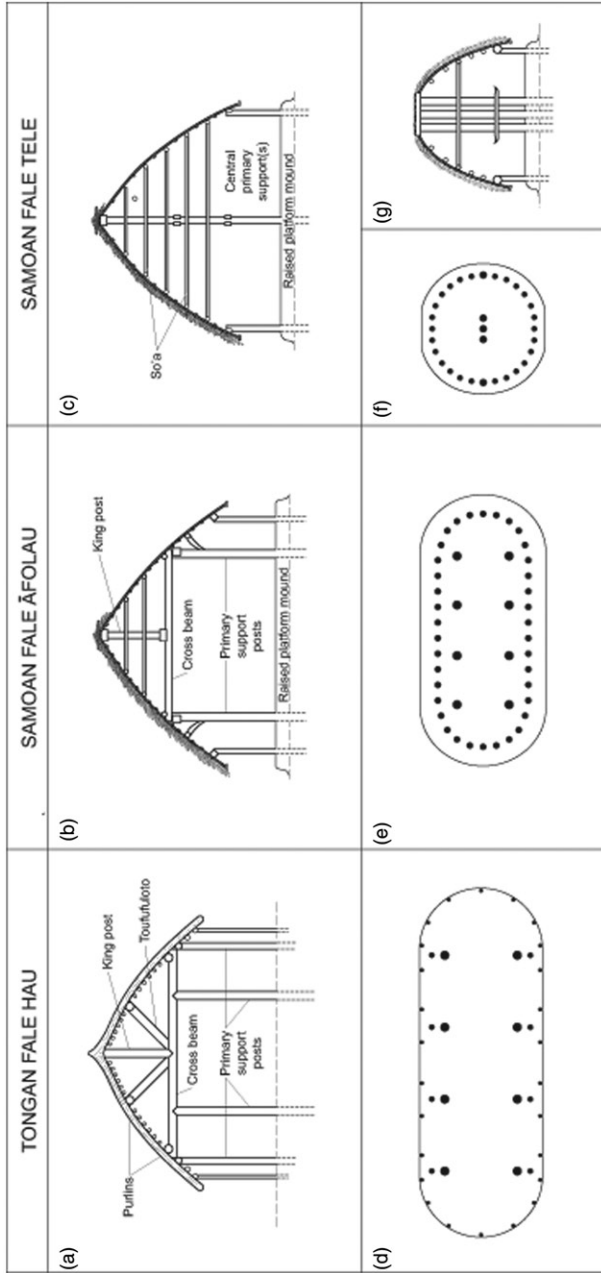 TONGAN FALE HAU
SAMOAN FALE ĀFOLAU
SAMOAN FALE TELE
(a)
King post
Toufufuloto
Purlins
Cross beam
Primary
support
posts
(b)
King post
Cross beam
Primary
support
posts
Raised platform mound
(c)
So'a
Central
primary
support(s)
Raised platform mound
(d)
(e)
(f)
(g)